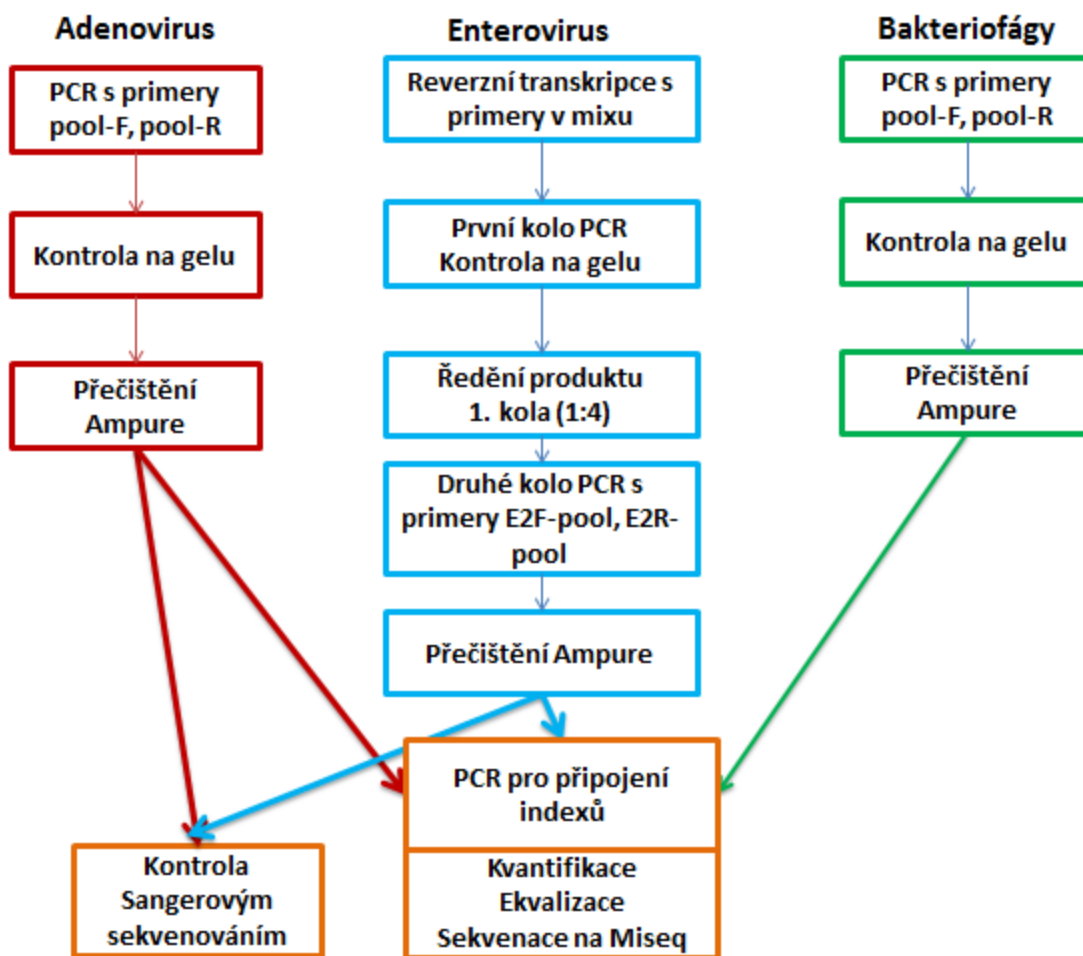 Adenovirus
PCR s primery
pool-F, pool-R
Kontrola na gelu
Přečištění
Ampure
Enterovirus
Reverzní transkripce s
primery v mixu
První kolo PCR
Kontrola na gelu
Ředění produktu
1. kola (1:4)
Druhé kolo PCR s
primery E2F-pool, E2R-
pool
Přečištění Ampure
Bakteriofágy
PCR s primery
pool-F, pool-R
Kontrola na gelu
Přečištění
Ampure
Kontrola
Sangerovým
sekvenováním
PCR pro připojení
indexů
Kvantifikace
Ekvalizace
Sekvenace na Miseq